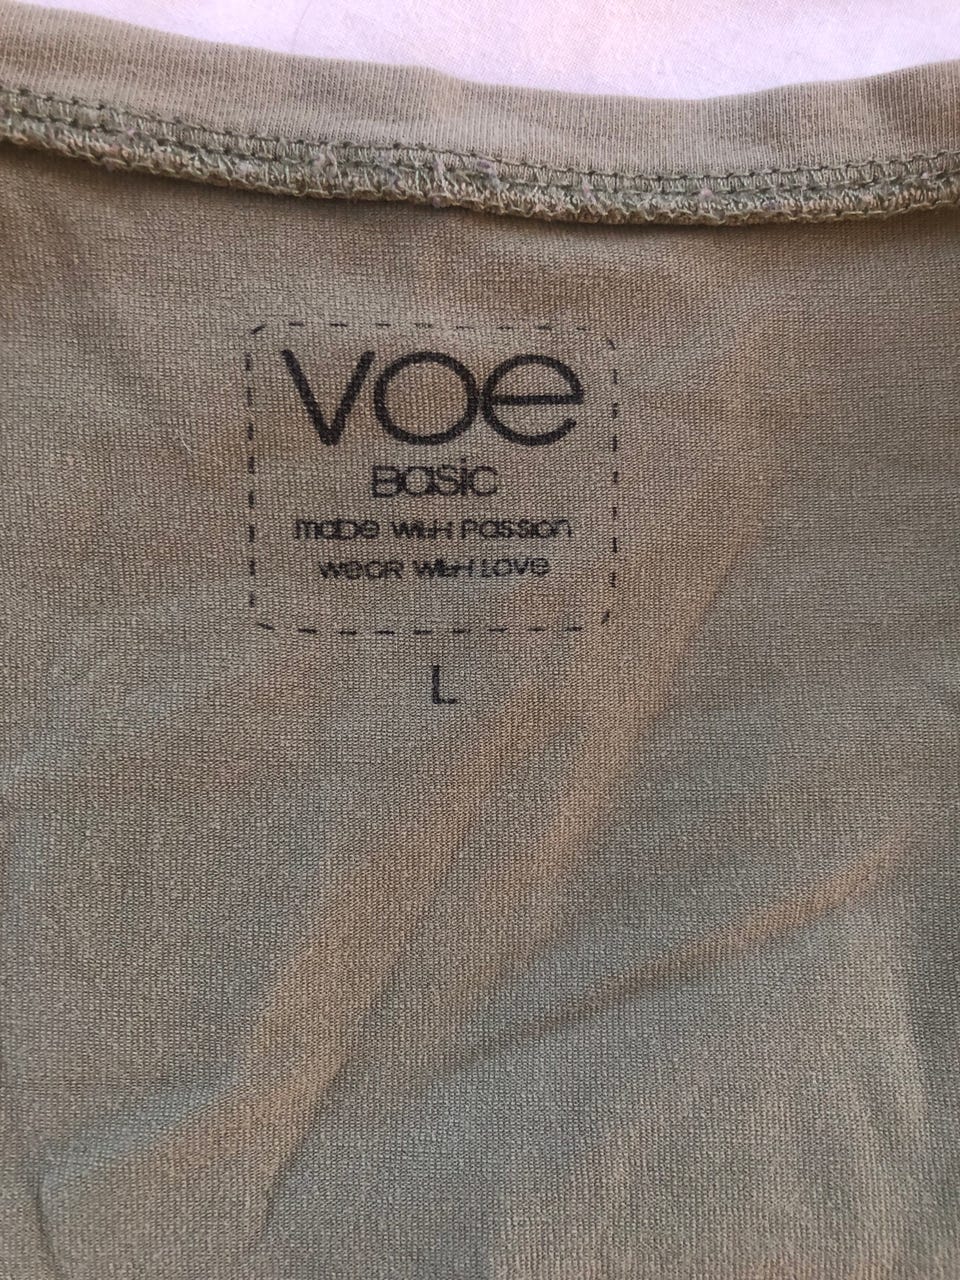 voe
Basic
made with passion
wear with love
L